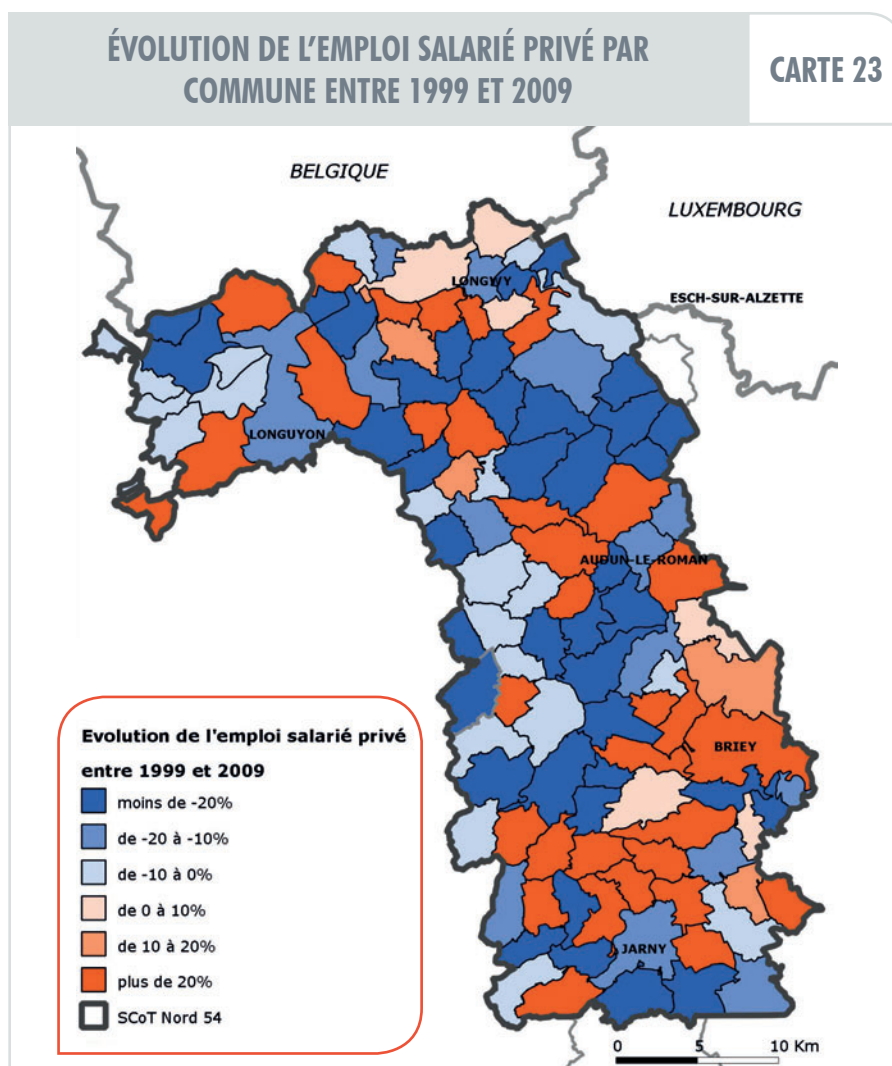 ÉVOLUTION DE L'EMPLOI SALARIÉ PRIVÉ PAR
COMMUNE ENTRE 1999 ET 2009
CARTE 23
BELGIQUE
LUXEMBOURG
LONGWY
ESCH-SUR-ALZETTE
LONGUYON
AUDUN-LE-ROMAN
BRIEY
JARNY
Evolution de l'emploi salarié privé
entre 1999 et 2009
moins de -20%
de -20 à -10%
de -10 à 0%
de 0 à 10%
de 10 à 20%
plus de 20%
SCoT Nord 54
0 5 10 Km